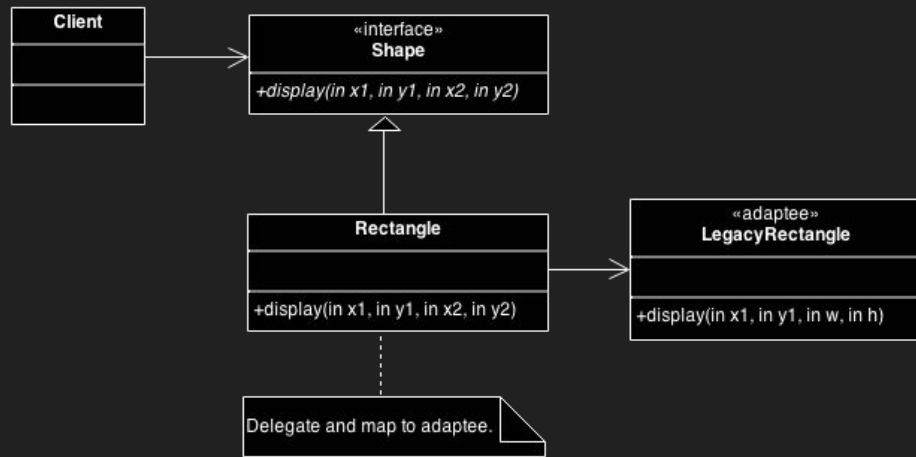 Client
«interface»
Shape
+display(in x1, in y1, in x2, in y2)
Rectangle
+display(in x1, in y1, in x2, in y2)
«adaptee»
LegacyRectangle
+display(in x1, in y1, in w, in h)
Delegate and map to adaptee.